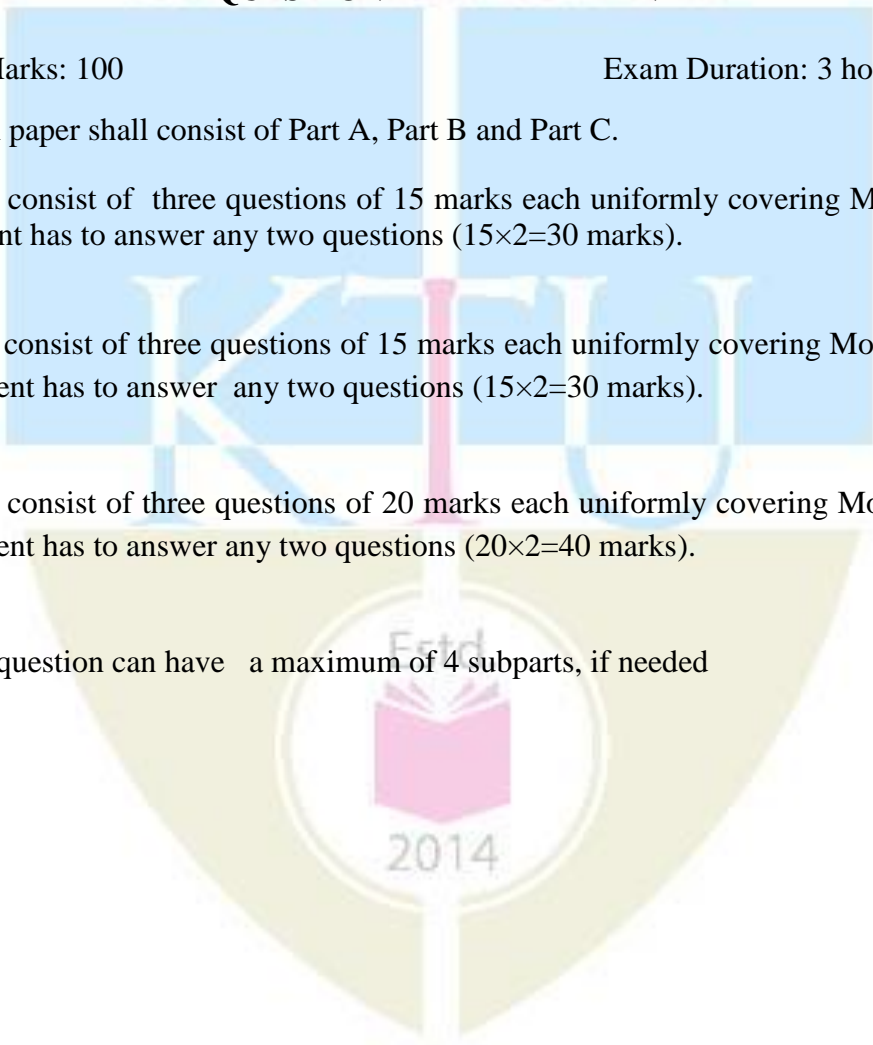 Marks: 100 Exam Duration: 3 ho
paper shall consist of Part A, Part B and Part C.
consist of three questions of 15 marks each uniformly covering M
nt has to answer any two questions (15×2=30 marks).
KTU
consist of three questions of 15 marks each uniformly covering Mo
ent has to answer any two questions (15×2=30 marks).
consist of three questions of 20 marks each uniformly covering Mo
ent has to answer any two questions (20×2=40 marks).
Estd.
question can have a maximum of 4 subparts, if needed
2014